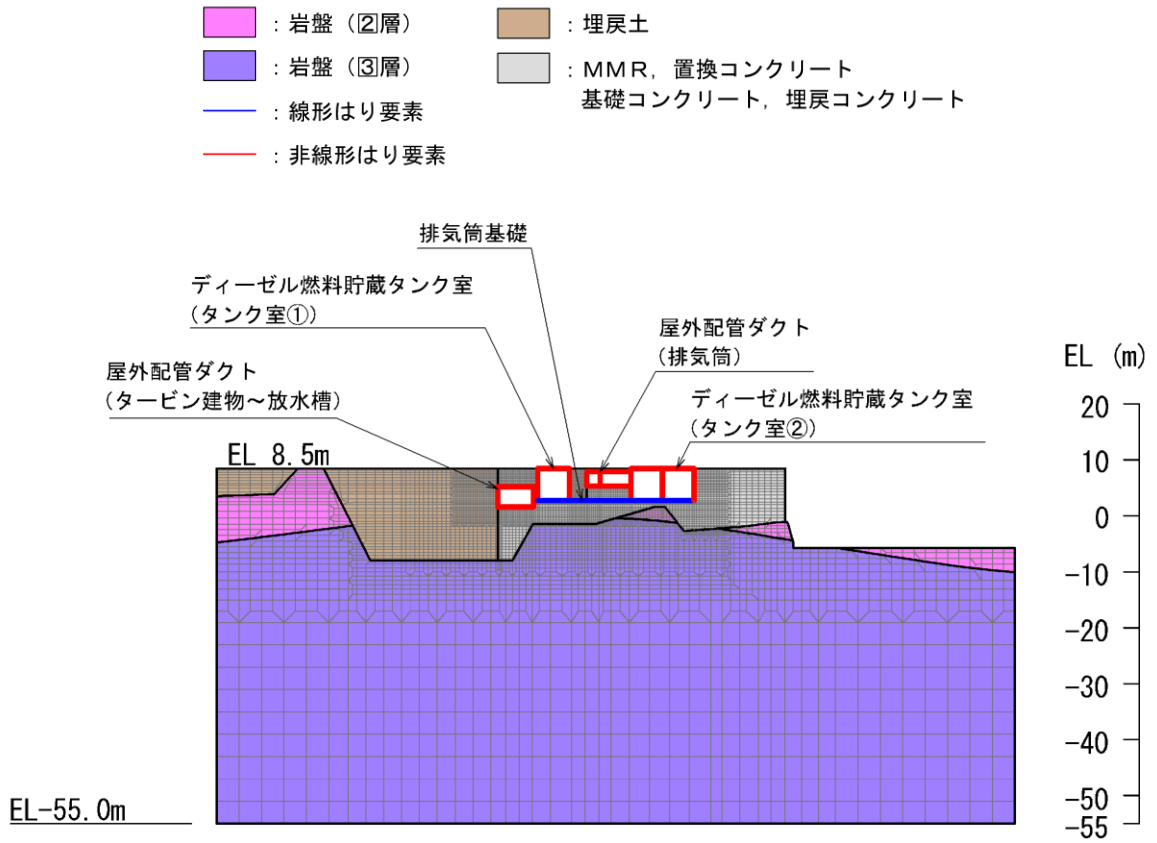 ：岩盤（②層）
：埋戻土
：岩盤（③層）
：ＭＭＲ，置換コンクリート
基礎コンクリート，埋戻コンクリート
：線形はり要素
：非線形はり要素
排気筒基礎
ディーゼル燃料貯蔵タンク室
(タンク室①)
屋外配管ダクト
(排気筒)
屋外配管ダクト
(タービン建物～放水槽)
ディーゼル燃料貯蔵タンク室
(タンク室②)
EL (m)
20
EL 8.5m
10
0
-10
-20
-30
-40
-50
EL-55.0m
-55